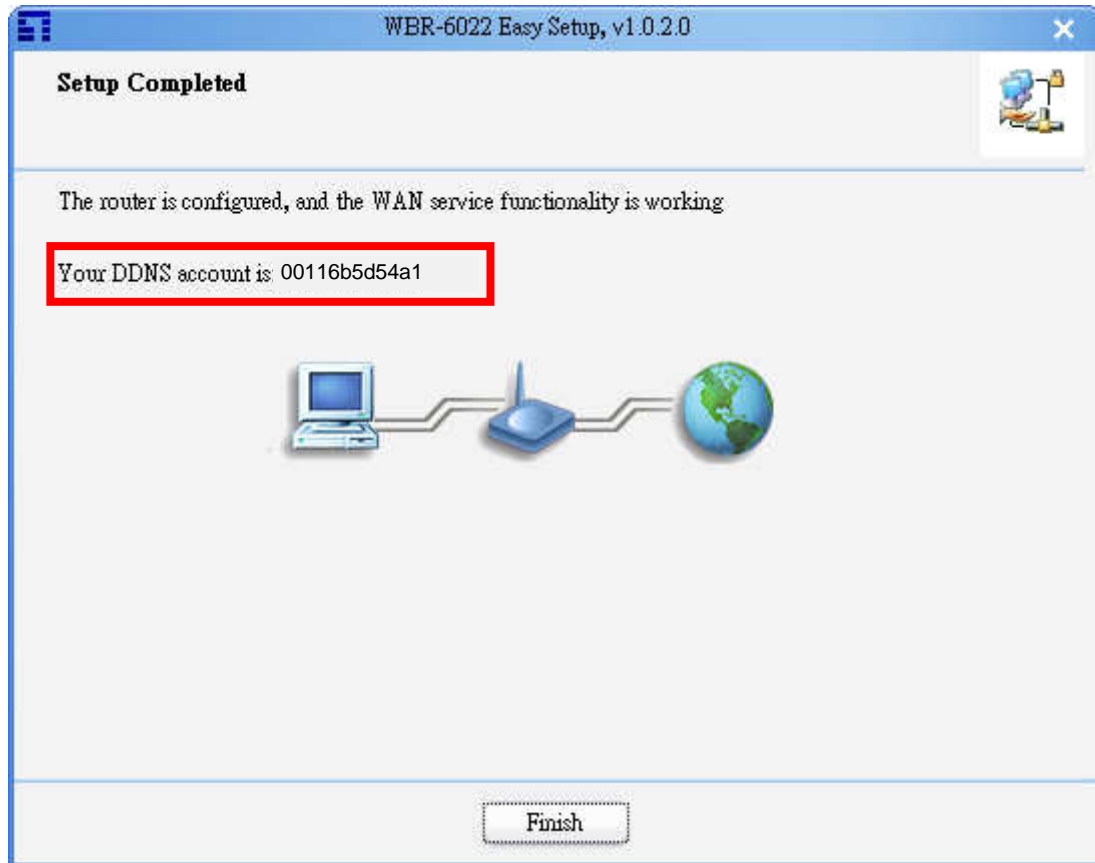 WBR-6022 Easy Setup, v1.0.2.0
Setup Completed
The router is configured, and the WAN service functionality is working
Your DDNS account is: 00116b5d54a1
Finish